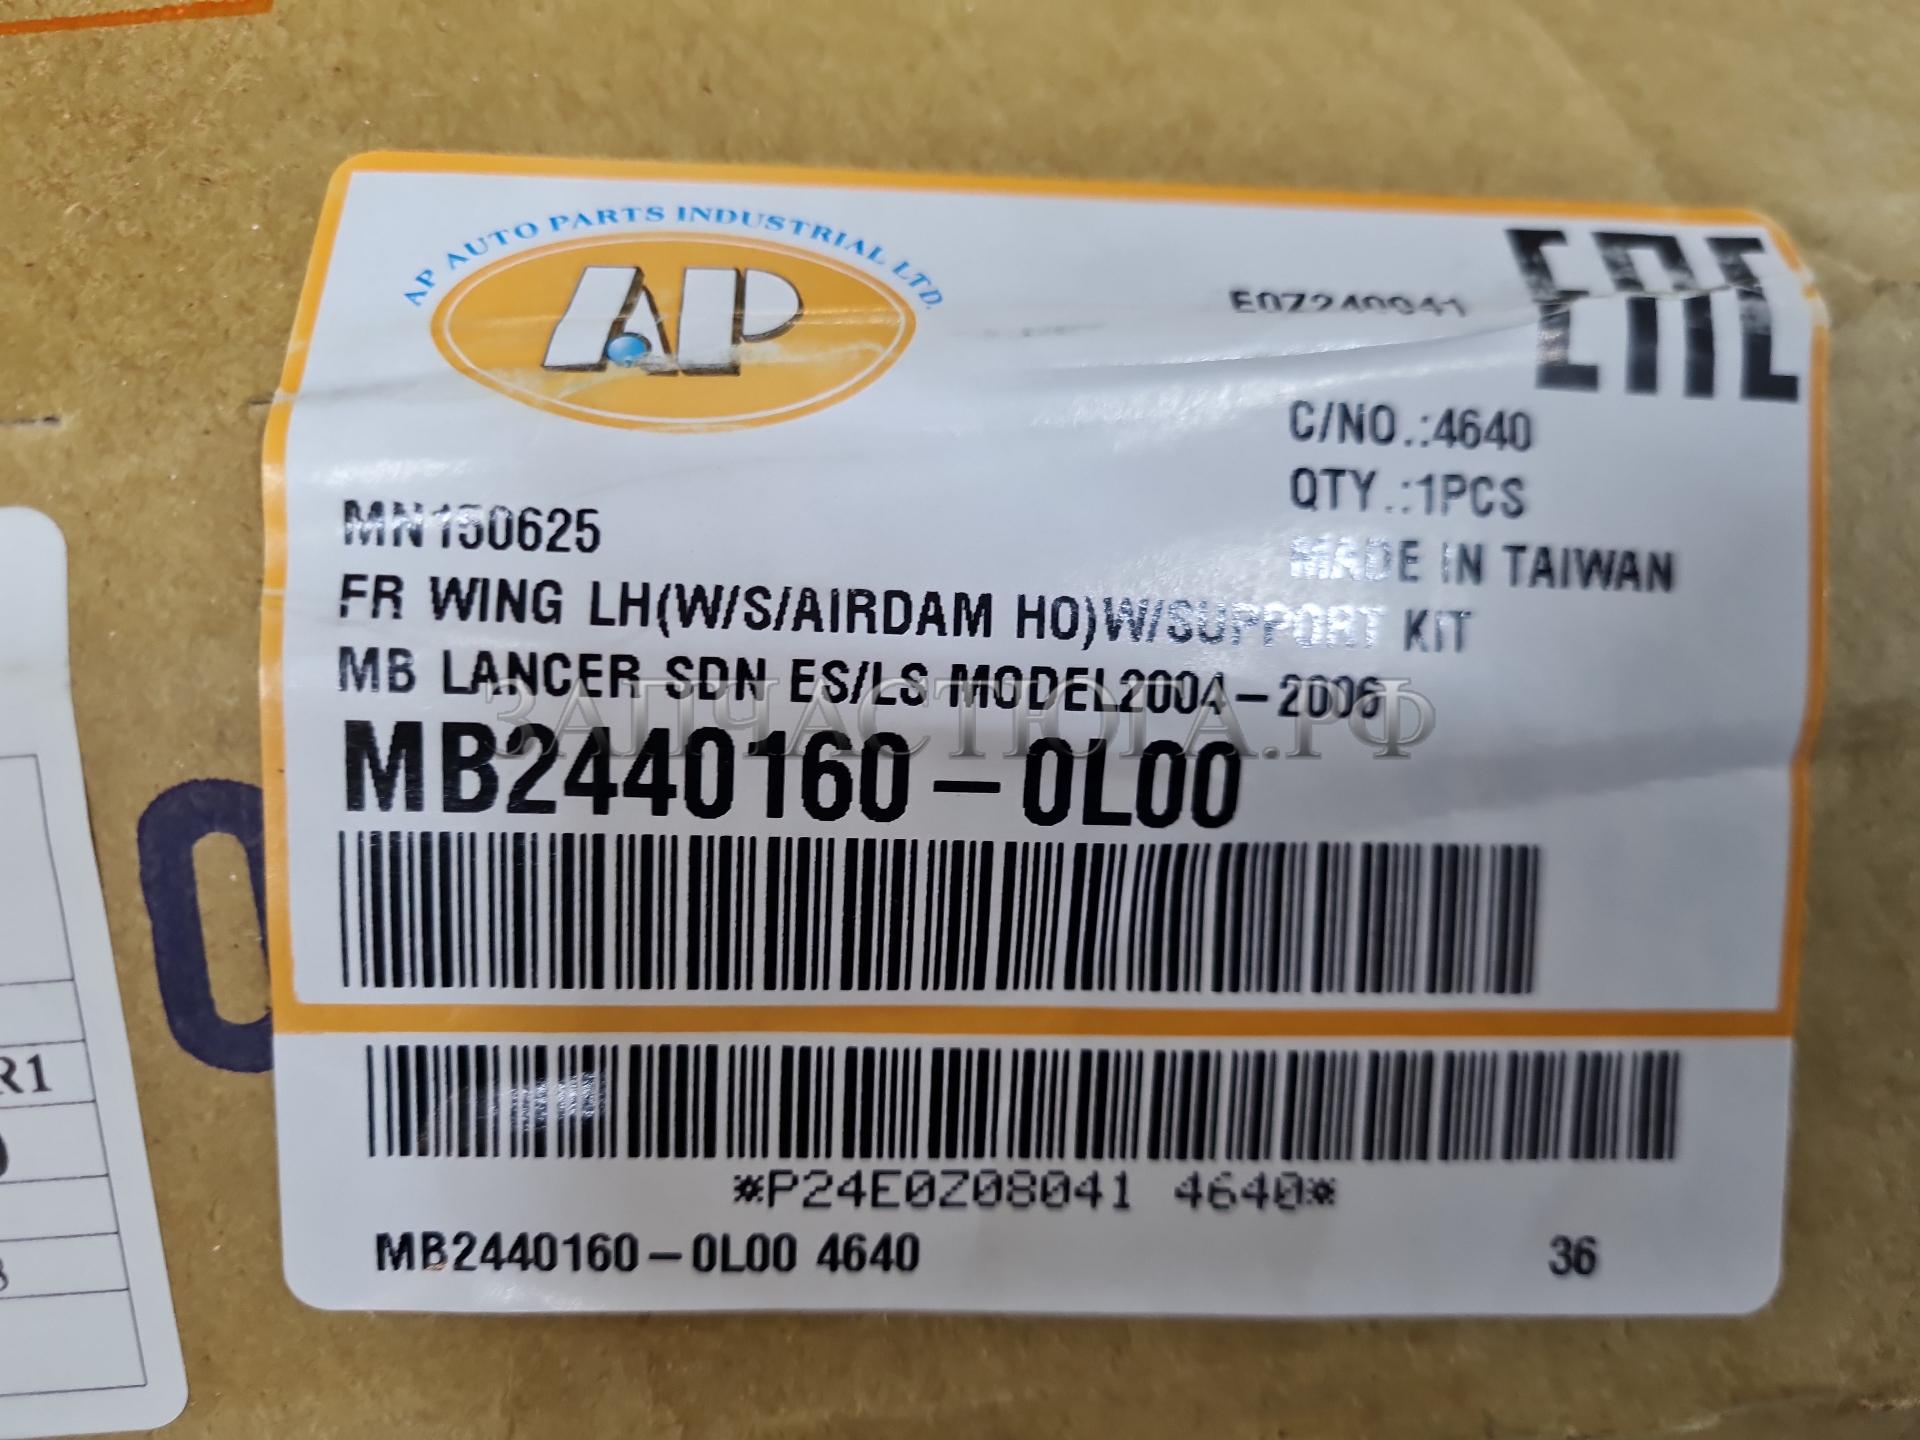 AP AUTO PARTS INDUSTRIAL LTD.
AP
E0Z240941
EAC
C/NO.:4640
QTY.:1PCS
MADE IN TAIWAN
MN150625
FR WING LH(W/S/AIRDAM HO)W/SUPPORT KIT
MB LANCER SDN ES/LS MODEL2004-2006
ЗАПЧАСТЮГА.РФ
MB2440160-0L00
*P24E0Z08041 4640*
MB2440160-0L00 4640
36
R1